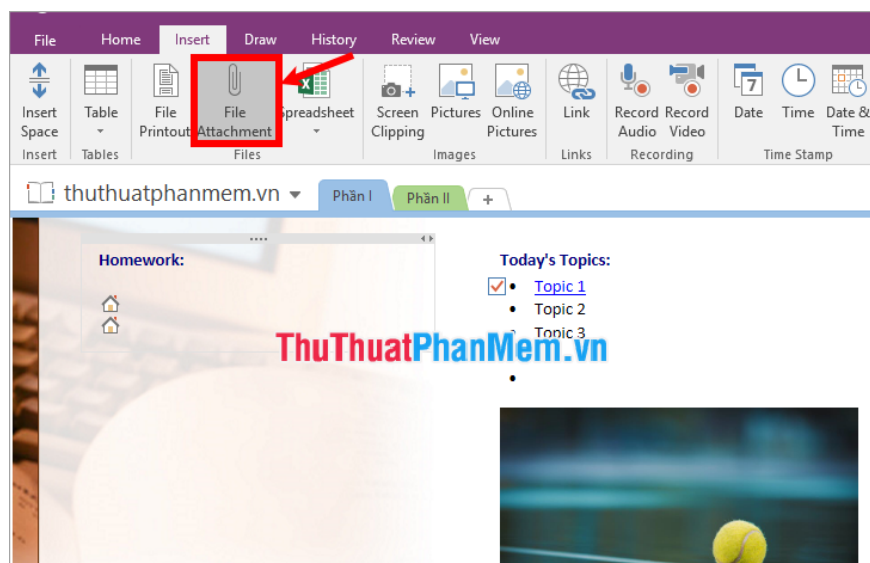 File Home Insert Draw History Review View
Insert Space
Table
File Printout
File Attachment
Spreadsheet
Screen Clipping
Pictures
Online Pictures
Link
Record Audio
Record Video
Date
Time
Date & Time
Insert Tables Files Images Links Recording Time Stamp
thuthuatphanmem.vn Phần I Phần II +
Homework:
Today's Topics:
Topic 1
Topic 2
Topic 3
ThuThuatPhanMem.vn